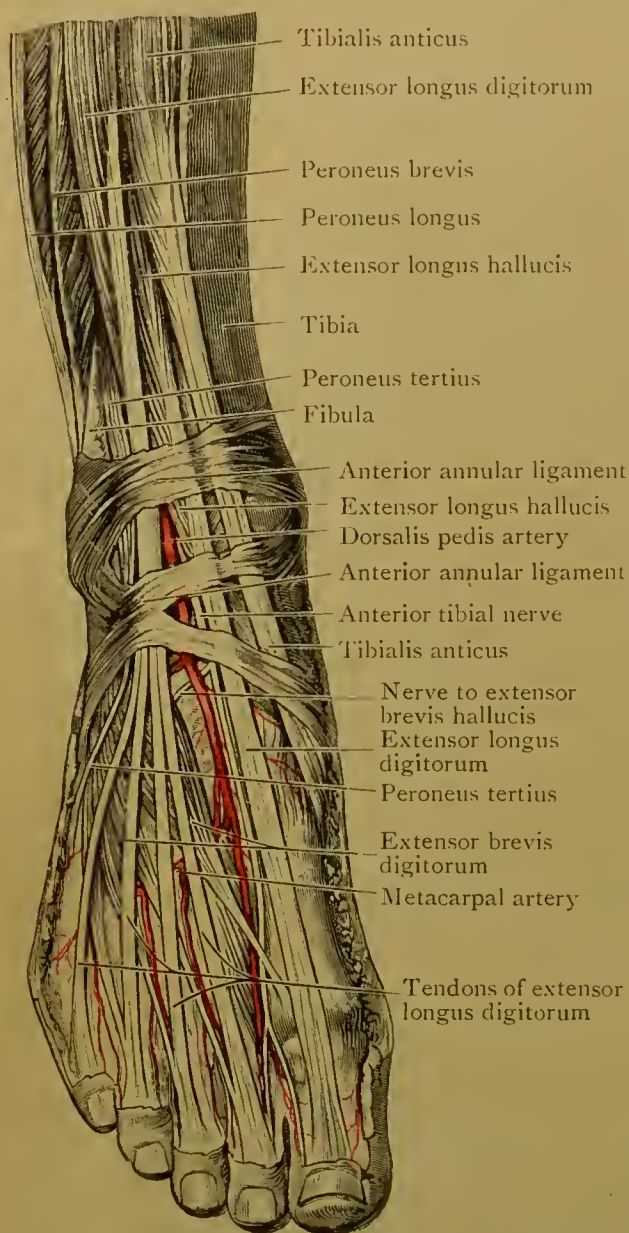 Tibialis anticus
Extensor longus digitorum
Peroneus brevis
Peroneus longus
Extensor longus hallucis
Tibia
Peroneus tertius
Fibula
Anterior annular ligament
Extensor longus hallucis
Dorsalis pedis artery
Anterior annular ligament
Anterior tibial nerve
Tibialis anticus
Nerve to extensor
brevis hallucis
Extensor longus
digitorum
Peroneus tertius
Extensor brevis
digitorum
Metacarpal artery
Tendons of extensor
longus digitorum